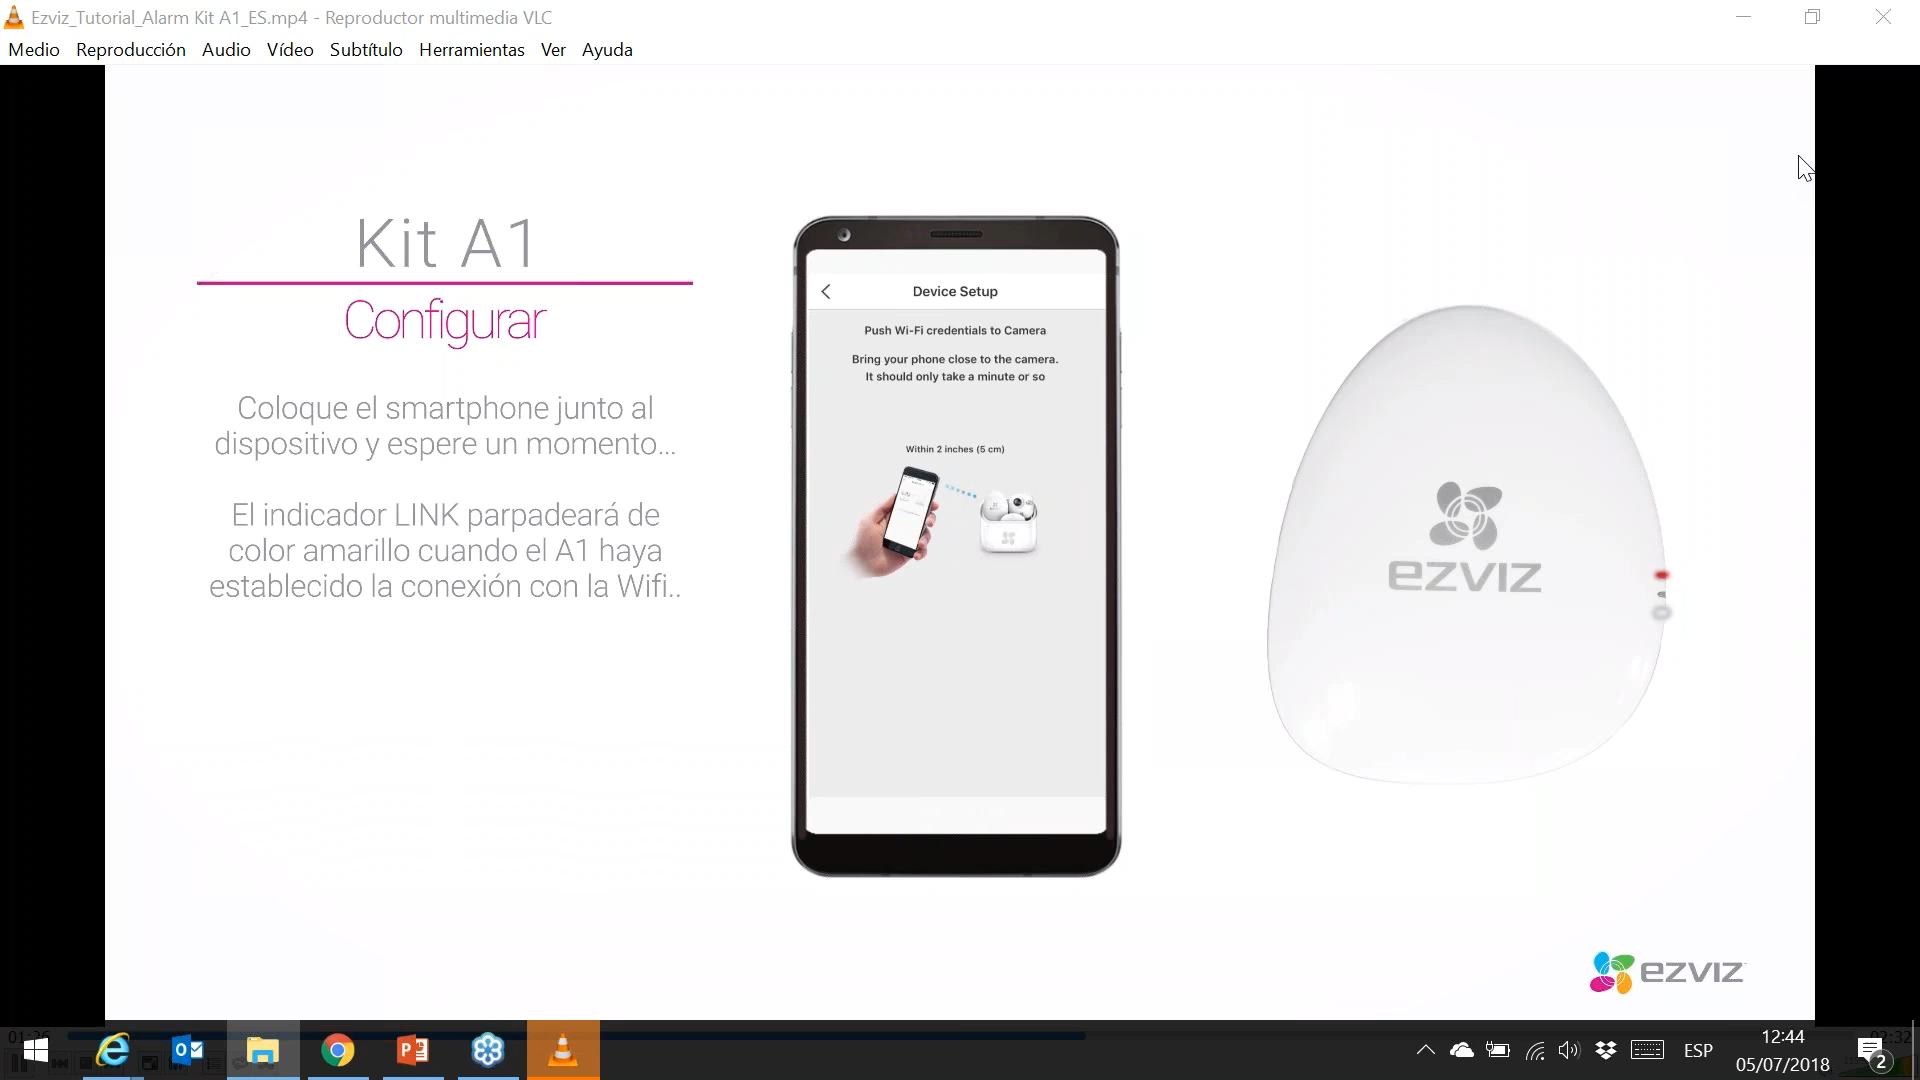 Ezviz_Tutorial_Alarm Kit A1_ES.mp4 - Reproductor multimedia VLC
Medio Reproducción Audio Vídeo Subtítulo Herramientas Ver Ayuda
Kit A1
Configurar
Coloque el smartphone junto al
dispositivo y espere un momento...
El indicador LINK parpadeará de
color amarillo cuando el A1 haya
establecido la conexión con la Wifi..
Device Setup
Push Wi-Fi credentials to Camera
Bring your phone close to the camera.
It should only take a minute or so
Within 2 inches (5 cm)
ezviz
ezviz
ESP
12:44
05/07/2018
2